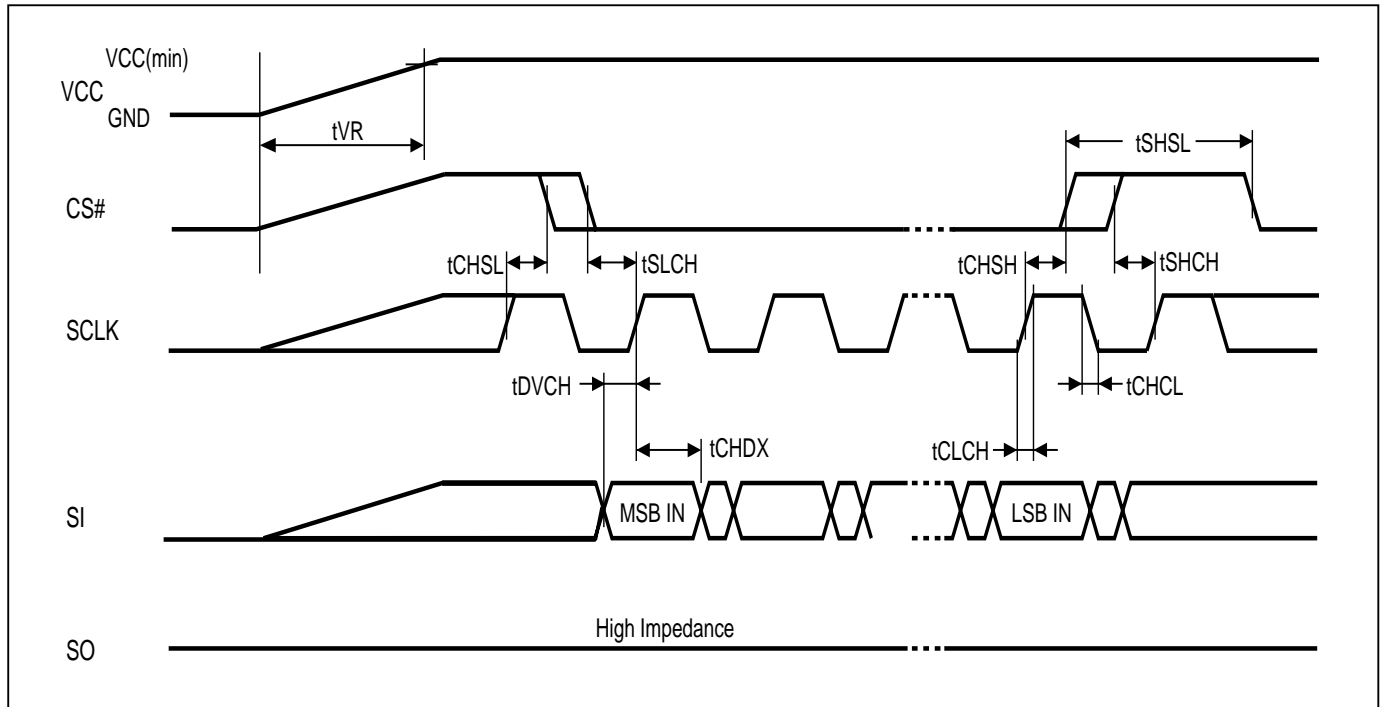 VCC(min)
VCC
GND
tVR
tSHSL
CS#
tCHSL
tSLCH
tCHSH
tSHCH
SCLK
tDVCH
tCHCL
tCHDX
tCLCH
SI
MSB IN
LSB IN
High Impedance
SO